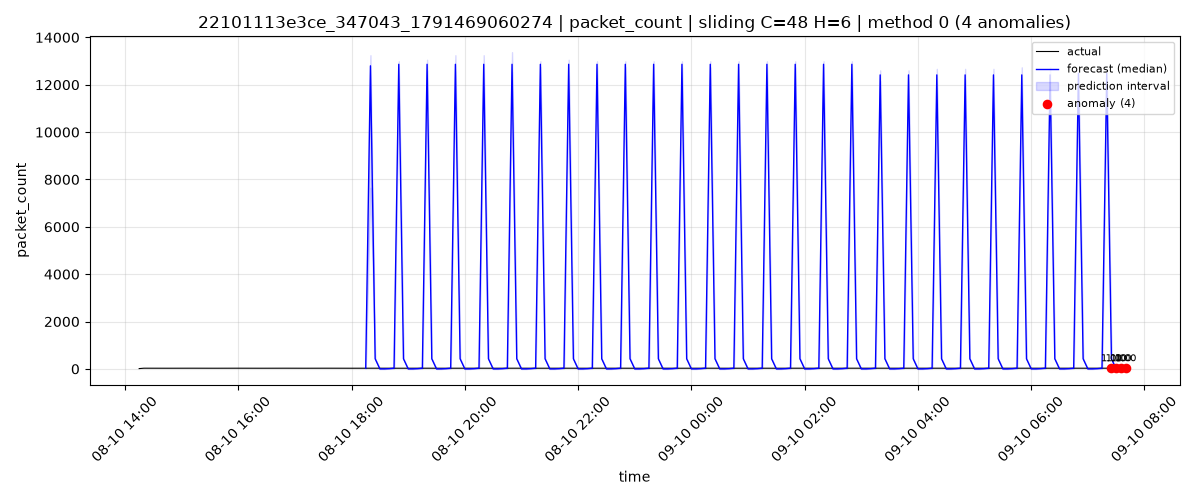 22101113e3ce_347043_1791469060274 | packet_count | sliding C=48 H=6 | method 0 (4 anomalies)
actual
forecast (median)
prediction interval
anomaly (4)
packet_count
14000
12000
10000
8000
6000
4000
2000
0
08-10 14:00
08-10 16:00
08-10 18:00
08-10 20:00
08-10 22:00
09-10 00:00
09-10 02:00
09-10 04:00
09-10 06:00
09-10 08:00
time